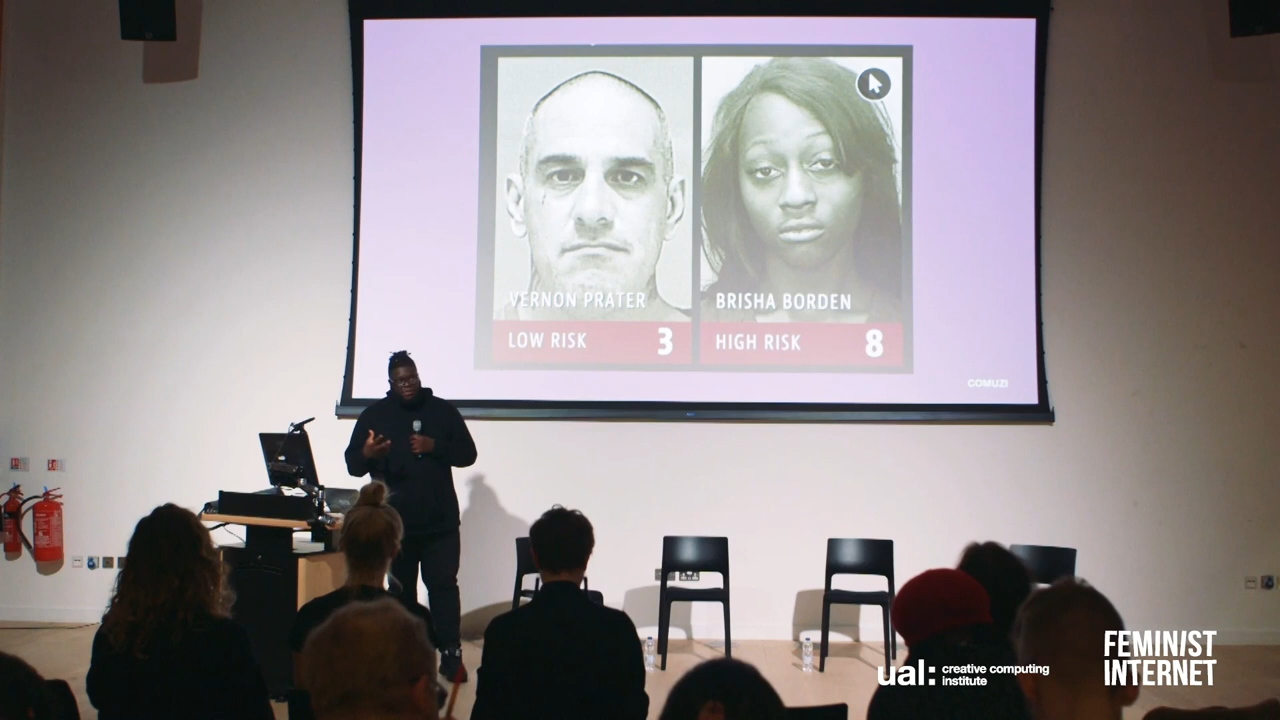 VERNON PRATER
LOW RISK 3
BRISHA BORDEN
HIGH RISK 8
COMUZI
ual: creative computing
institute
FEMINIST
INTERNET